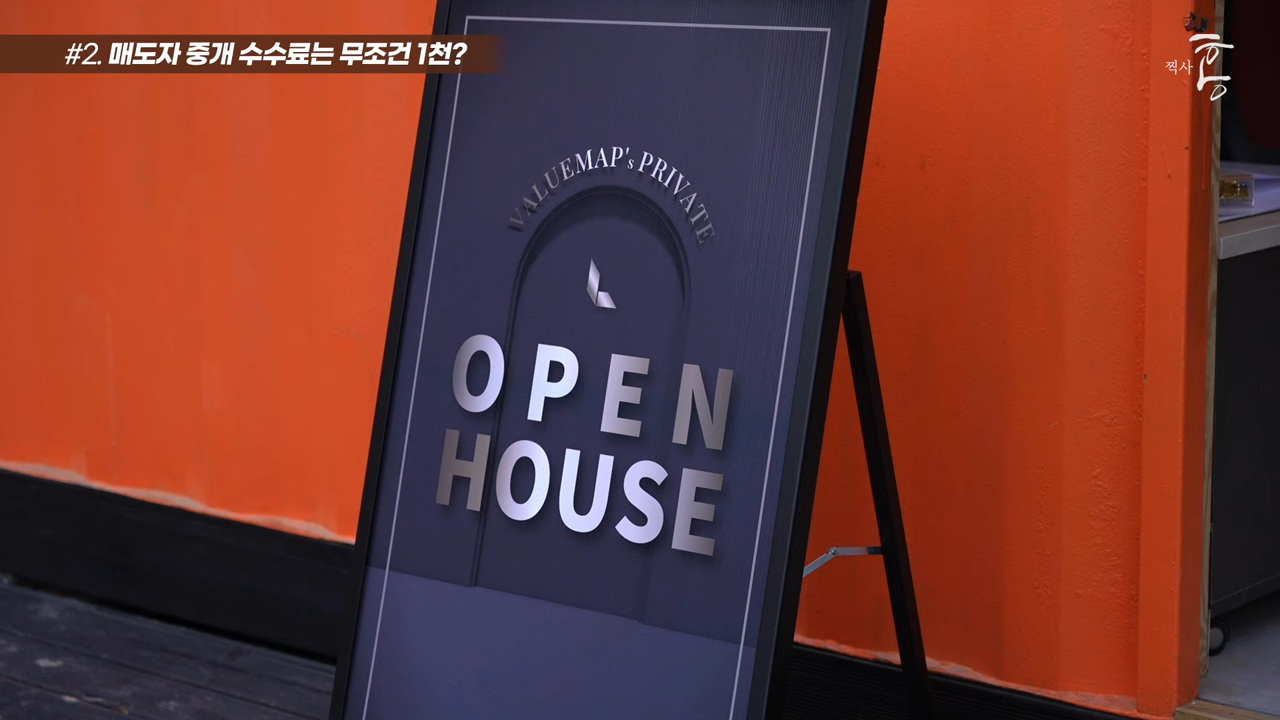 #2. 매도자 중개 수수료는 무조건 1천?
찍사 홍
VALUEMAP's PRIVATE
OPEN
HOUSE